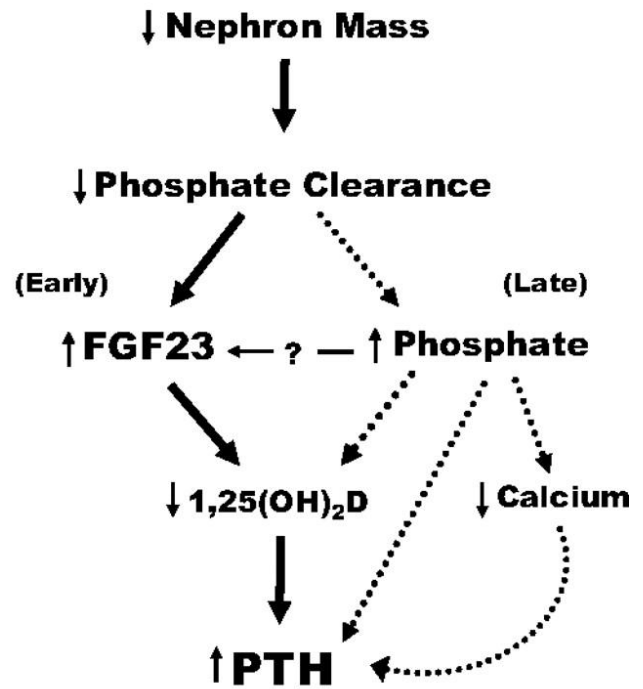 ↓ Nephron Mass
↓ Phosphate Clearance
(Early) (Late)
↑ FGF23 ← ? — ↑ Phosphate
↓ 1,25(OH)₂D ↓ Calcium
↑ PTH